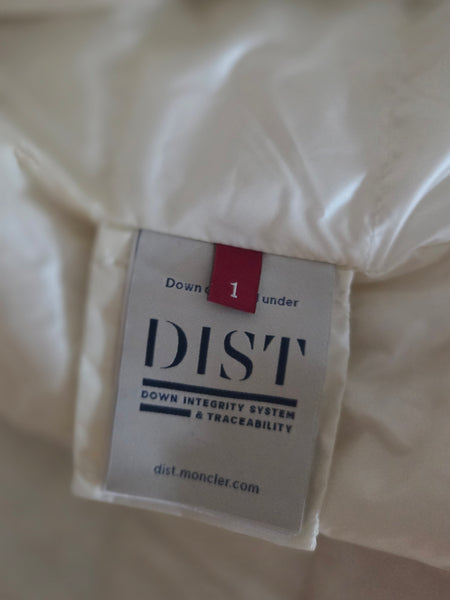 1
Down under
DIST
DOWN INTEGRITY SYSTEM
& TRACEABILITY
dist.moncler.com